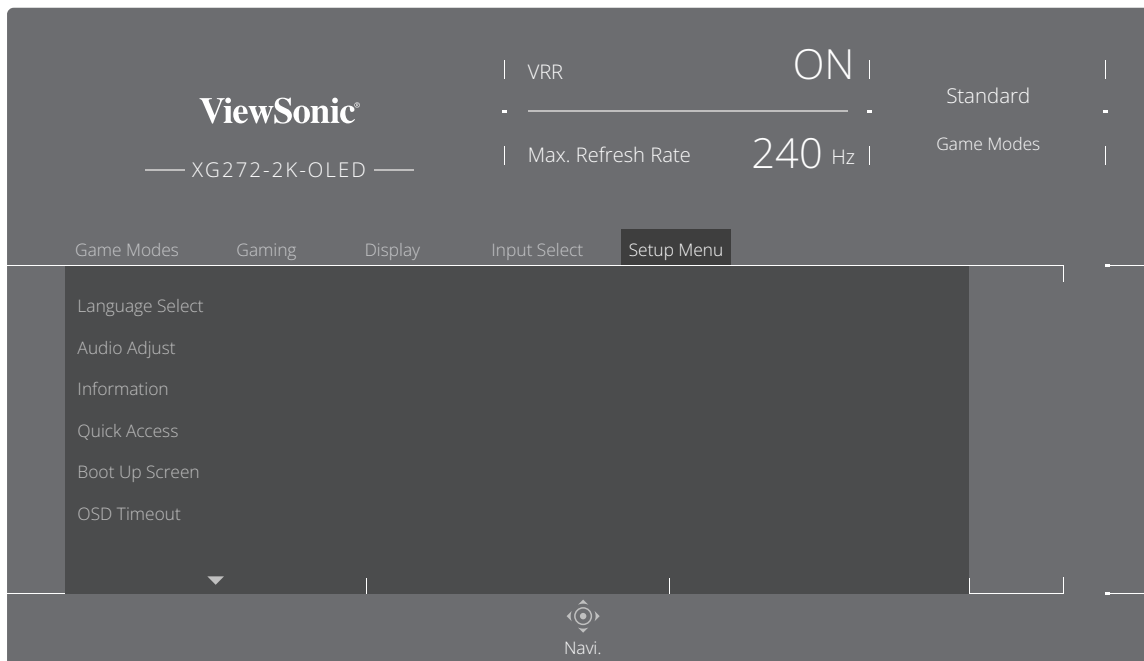 ViewSonic®
XG272-2K-OLED
VRR ON
Max. Refresh Rate 240 Hz
Standard
Game Modes
Game Modes Gaming Display Input Select Setup Menu
Language Select
Audio Adjust
Information
Quick Access
Boot Up Screen
OSD Timeout
Navi.